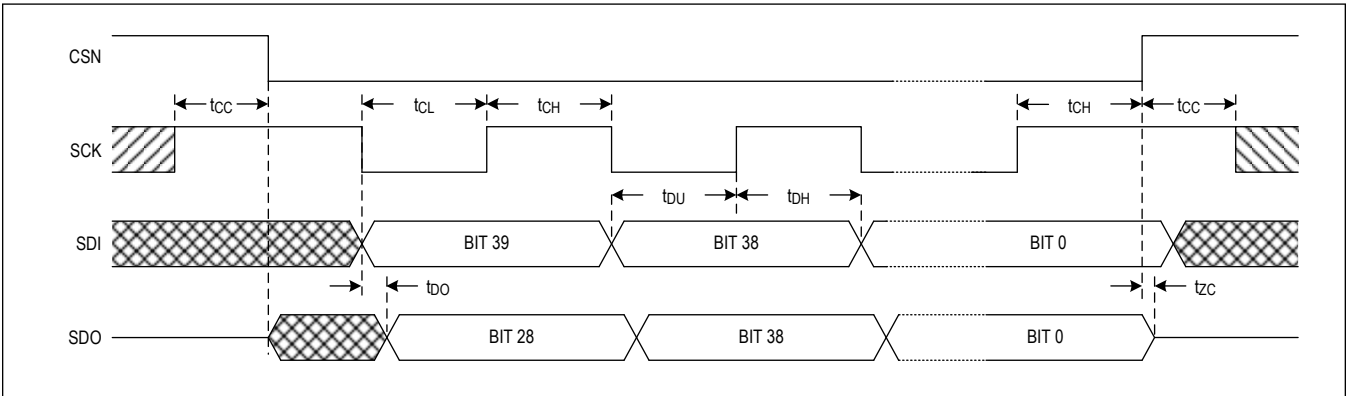 CSN
tCC tCL tCH tCH tCC
SCK
tDU tDH
SDI BIT 39 BIT 38 BIT 0
tDO tZC
SDO BIT 28 BIT 38 BIT 0